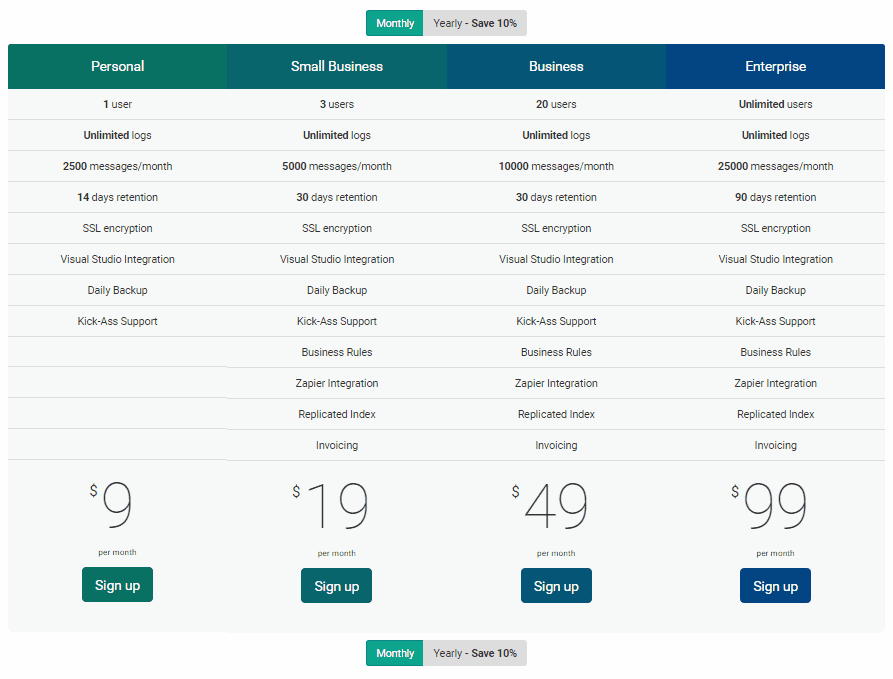 Monthly Yearly - Save 10%
Personal Small Business Business Enterprise
1 user 3 users 20 users Unlimited users
Unlimited logs Unlimited logs Unlimited logs Unlimited logs
2500 messages/month 5000 messages/month 10000 messages/month 25000 messages/month
14 days retention 30 days retention 30 days retention 90 days retention
SSL encryption SSL encryption SSL encryption SSL encryption
Visual Studio Integration Visual Studio Integration Visual Studio Integration Visual Studio Integration
Daily Backup Daily Backup Daily Backup Daily Backup
Kick-Ass Support Kick-Ass Support Kick-Ass Support Kick-Ass Support
Business Rules Business Rules Business Rules
Zapier Integration Zapier Integration Zapier Integration
Replicated Index Replicated Index Replicated Index
Invoicing Invoicing Invoicing
$9 $19 $49 $99
per month per month per month per month
Sign up Sign up Sign up Sign up
Monthly Yearly - Save 10%